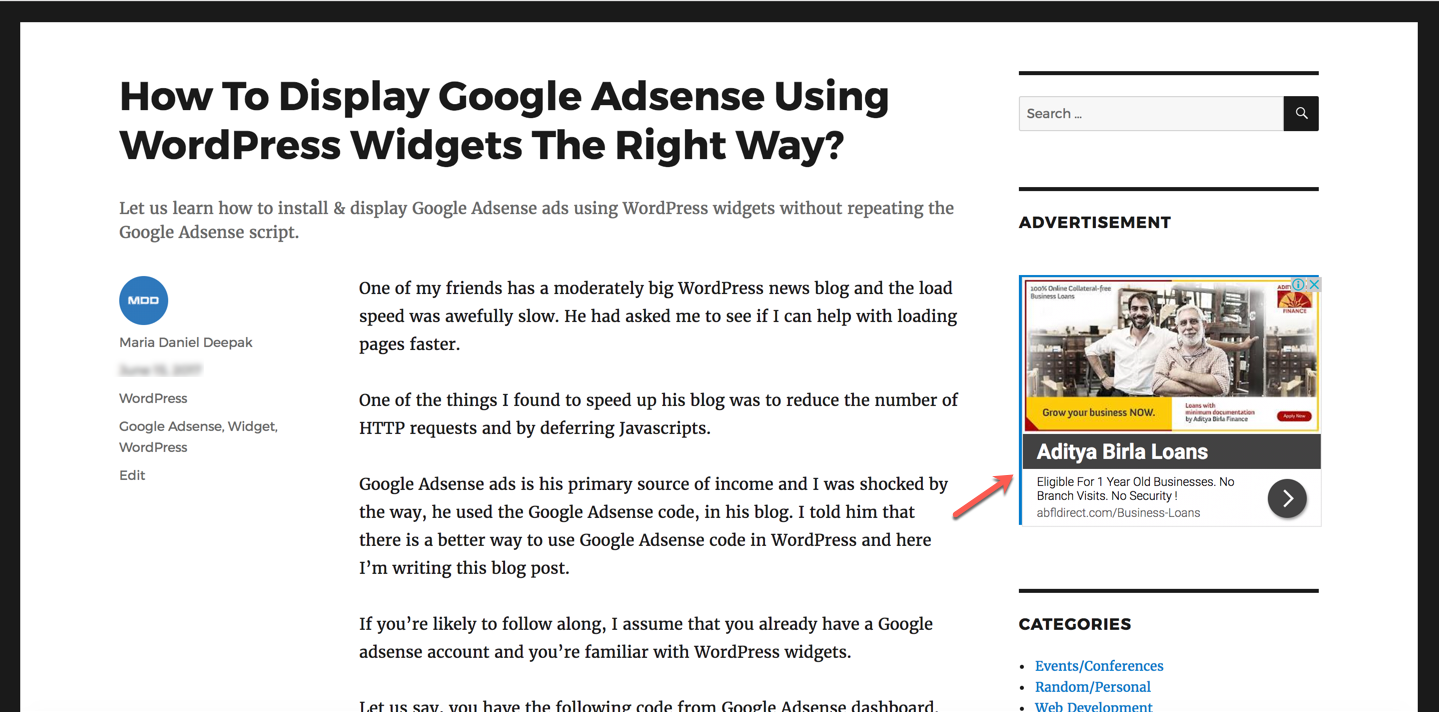 How To Display Google Adsense Using
WordPress Widgets The Right Way?
Let us learn how to install & display Google Adsense ads using WordPress widgets without repeating the
Google Adsense script.
MDD
Maria Daniel Deepak
WordPress
Google Adsense, Widget,
WordPress
Edit
One of my friends has a moderately big WordPress news blog and the load
speed was awefully slow. He had asked me to see if I can help with loading
pages faster.
One of the things I found to speed up his blog was to reduce the number of
HTTP requests and by deferring Javascripts.
Google Adsense ads is his primary source of income and I was shocked by
the way, he used the Google Adsense code, in his blog. I told him that
there is a better way to use Google Adsense code in WordPress and here
I’m writing this blog post.
If you’re likely to follow along, I assume that you already have a Google
adsense account and you’re familiar with WordPress widgets.
Let us say, you have the following code from Google Adsense dashboard.
Search ...
ADVERTISEMENT
100% Online Collateral-free
Business Loans
FINANCE
Grow your business NOW.
Loans with
minimum documentation
by Aditya Birla Finance
Apply Now
Aditya Birla Loans
Eligible For 1 Year Old Businesses. No
Branch Visits. No Security !
abfldirect.com/Business-Loans
CATEGORIES
Events/Conferences
Random/Personal
Web Development